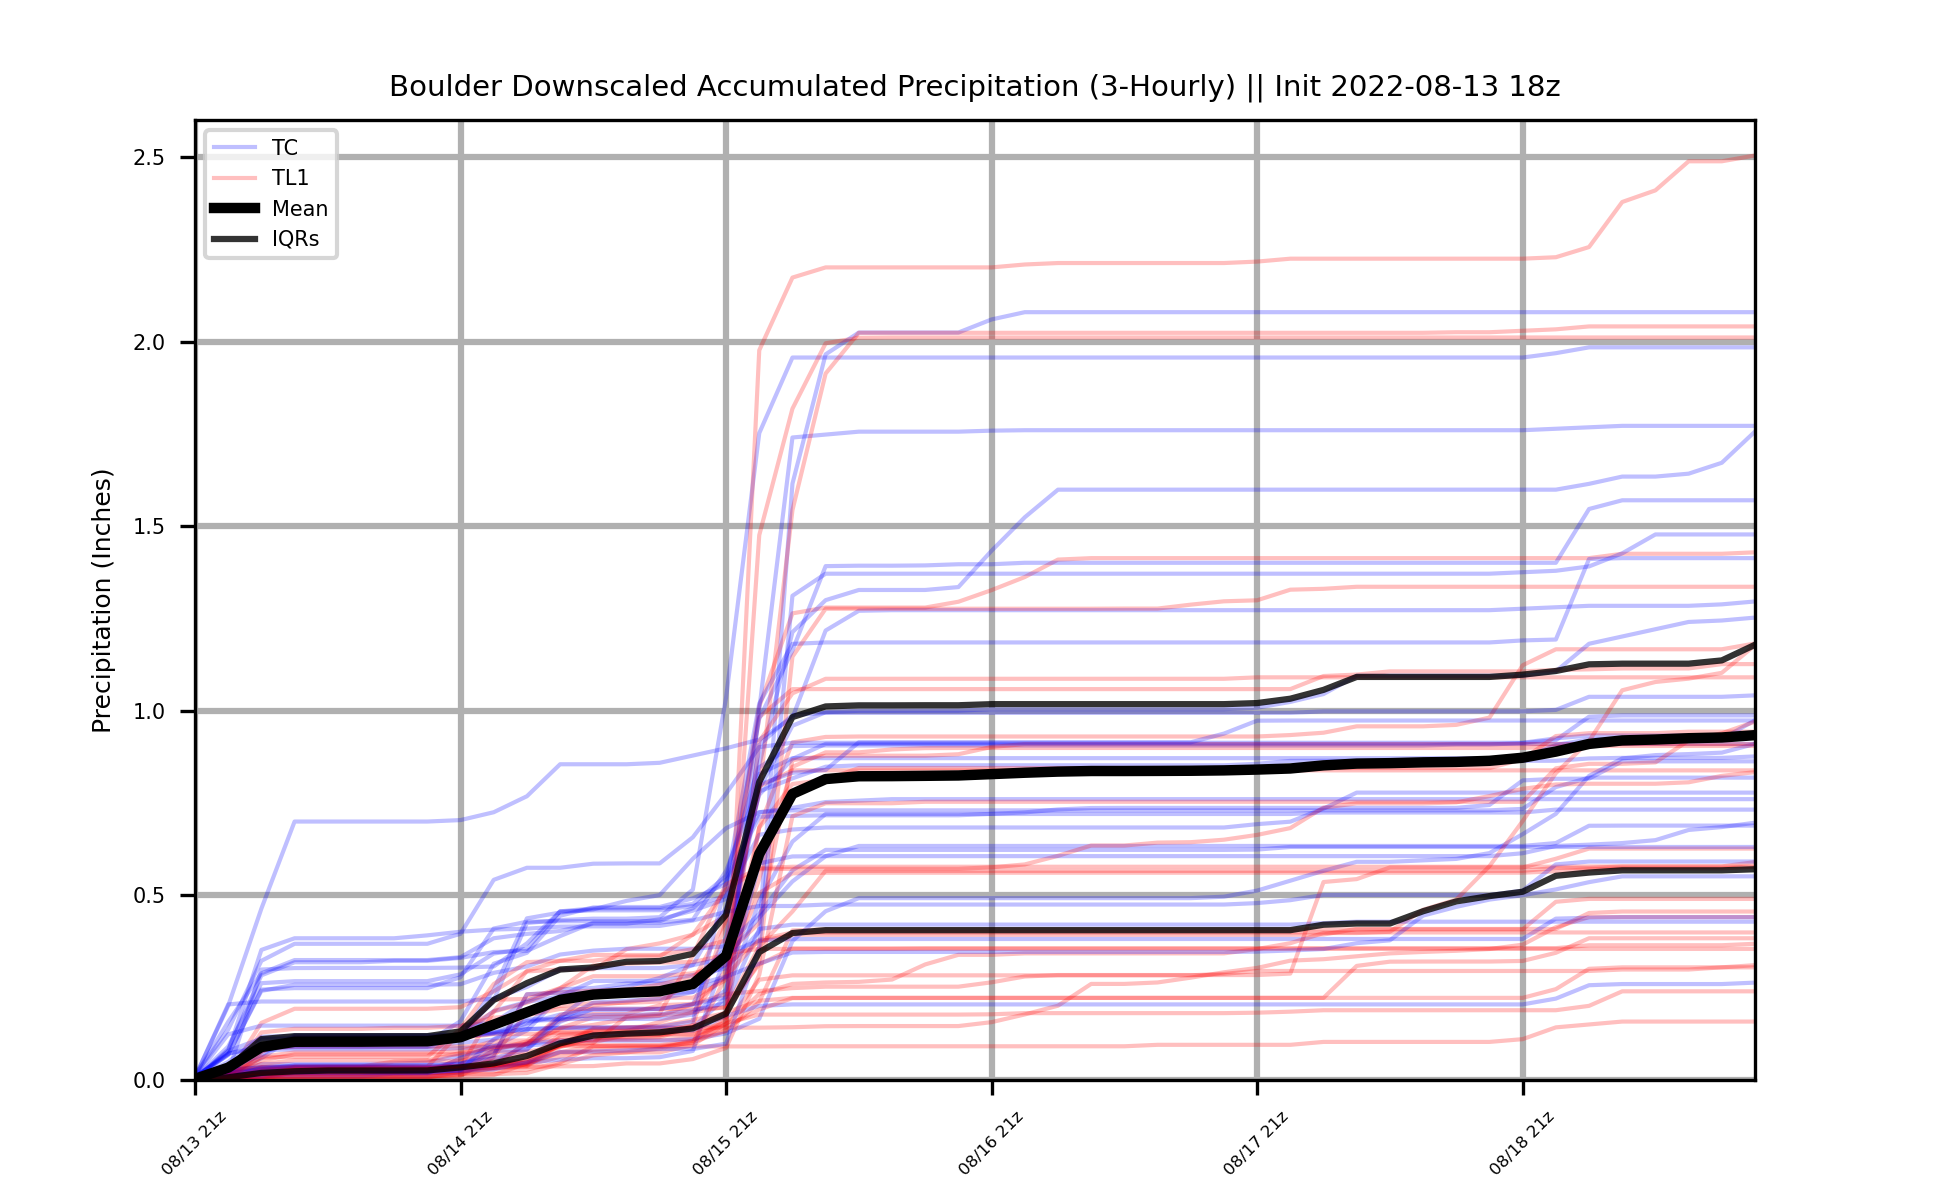 Boulder Downscaled Accumulated Precipitation (3-Hourly) || Init 2022-08-13 18z
TC
TL1
Mean
IQRs
Precipitation (Inches)
2.5
2.0
1.5
1.0
0.5
0.0
08/13 21z
08/14 21z
08/15 21z
08/16 21z
08/17 21z
08/18 21z